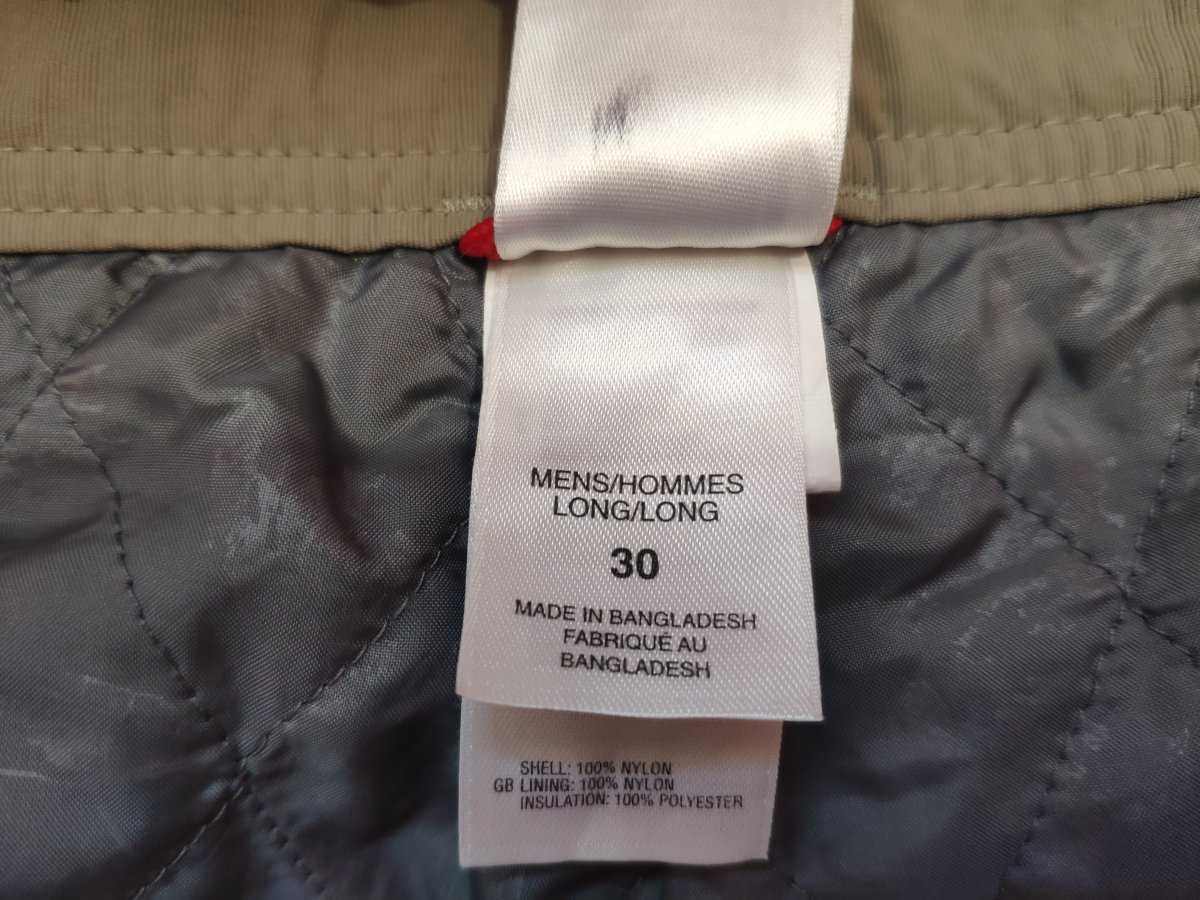 MENS/HOMMES
LONG/LONG
30
MADE IN BANGLADESH
FABRIQUÉ AU
BANGLADESH
SHELL: 100% NYLON
GB LINING: 100% NYLON
INSULATION: 100% POLYESTER